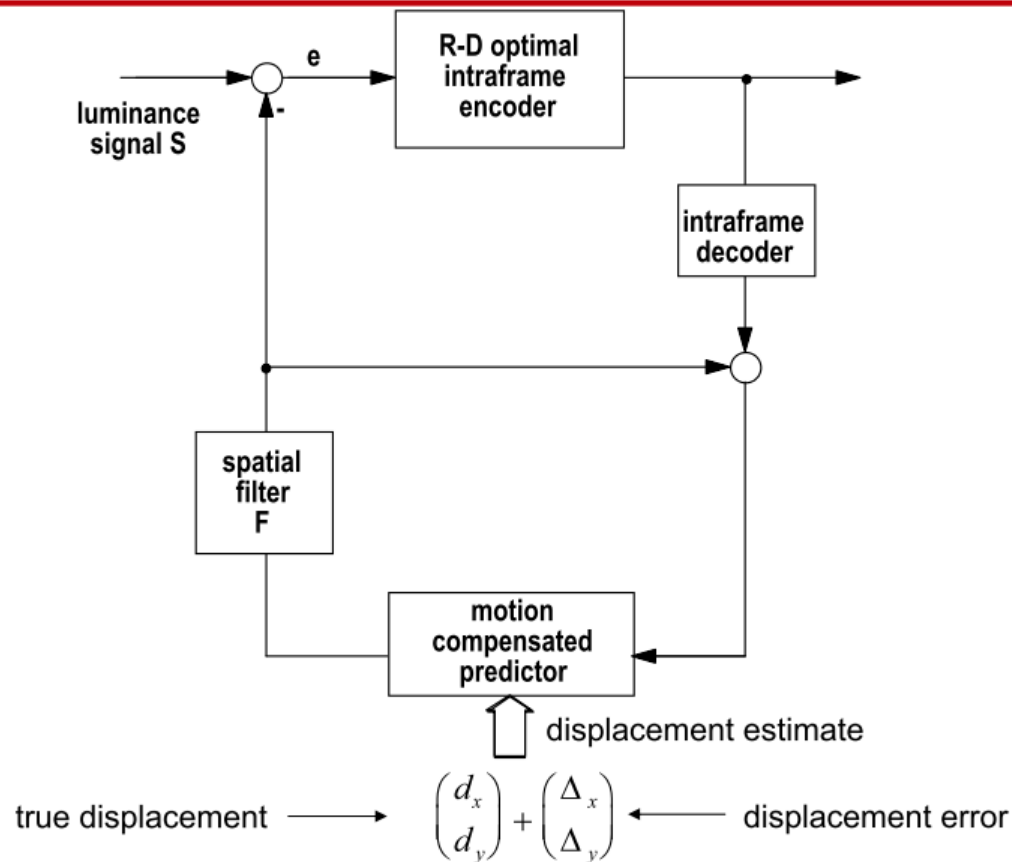 e
R-D optimal
intraframe
encoder
luminance
signal S
-
intraframe
decoder
spatial
filter
F
motion
compensated
predictor
displacement estimate
true displacement
(d_x d_y) + (Δ_x Δ_y)
displacement error